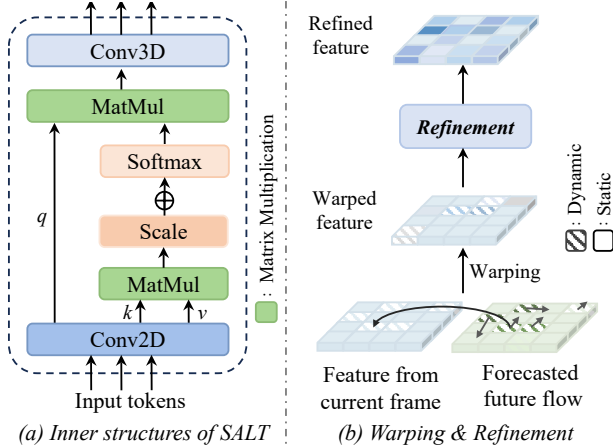 Conv3D
MatMul
Softmax
Scale
MatMul
q
k
v
Conv2D
Input tokens
: Matrix Multiplication
(a) Inner structures of SALT
Refined
feature
Refinement
Warped
feature
: Dynamic
: Static
Warping
Feature from
current frame
Forecasted
future flow
(b) Warping & Refinement